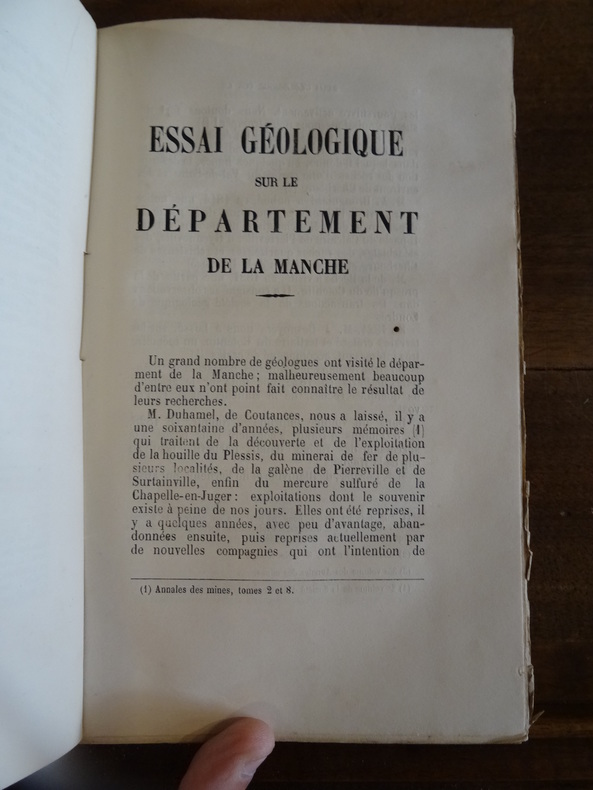 ESSAI GÉOLOGIQUE
SUR LE
DÉPARTEMENT
DE LA MANCHE
Un grand nombre de géologues ont visité le dépar-
ment de la Manche ; malheureusement beaucoup
d'entre eux n'ont point fait connaître le résultat de
leurs recherches.
M. Duhamel, de Coutances, nous a laissé, il y a
une soixantaine d'années, plusieurs mémoires (1)
qui traitent de la découverte et de l'exploitation
de la houille du Plessis, du minerai de fer de plu-
sieurs localités, de la galène de Pierreville et de
Surtainville, enfin du mercure sulfuré de la
Chapelle-en-Juger : exploitations dont le souvenir
existe à peine de nos jours. Elles ont été reprises, il
y a quelques années, avec peu d'avantage, aban-
données ensuite, puis reprises actuellement par
de nouvelles compagnies qui ont l'intention de
(1) Annales des mines, tomes 2 et 8.